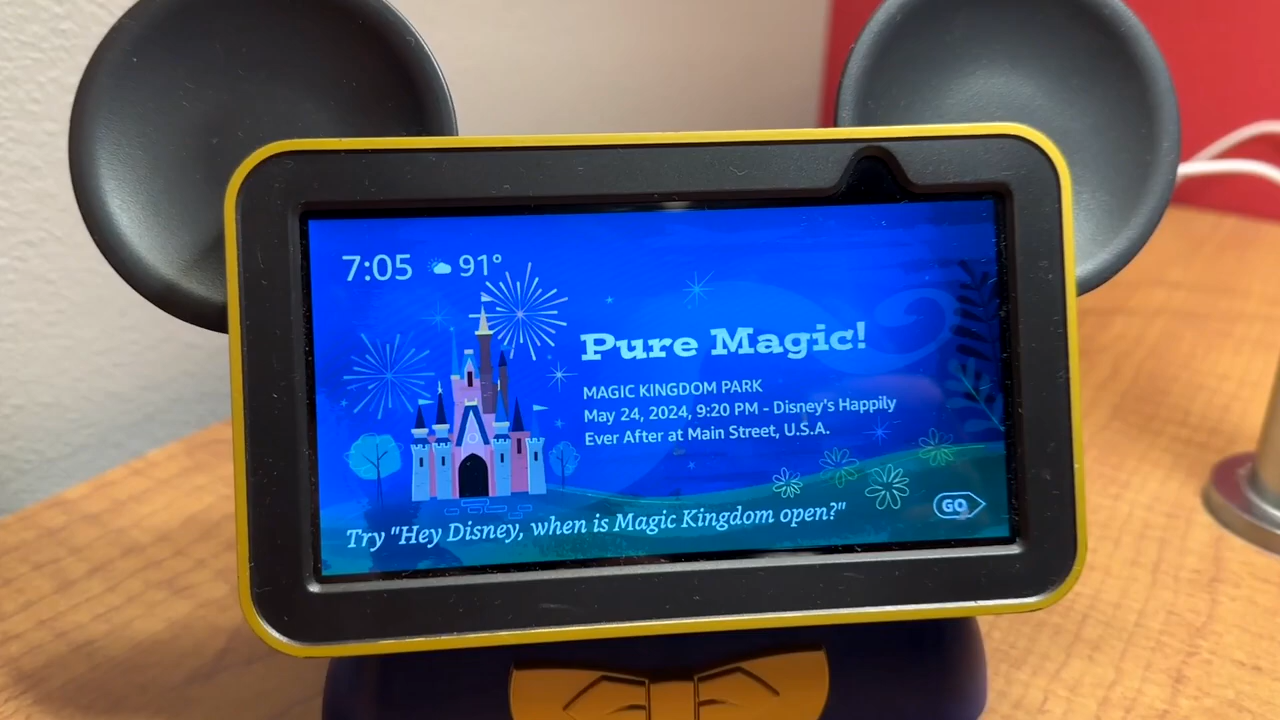 7:05 91°
Pure Magic!
MAGIC KINGDOM PARK
May 24, 2024, 9:20 PM - Disney's Happily
Ever After at Main Street, U.S.A.
Try "Hey Disney, when is Magic Kingdom open?"
GO